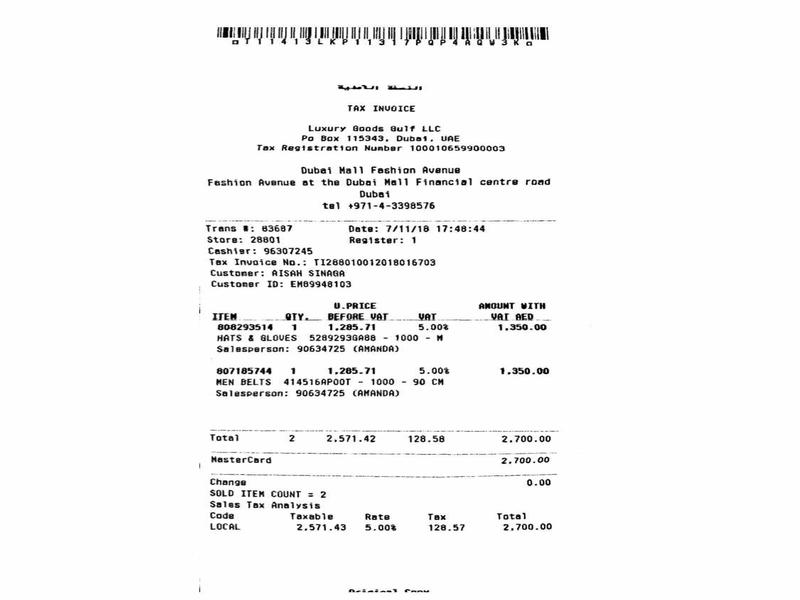 T11413LKP11317PQP4AQW3K
TAX INVOICE
Luxury Goods Gulf LLC
Po Box 115343, Dubai, UAE
Tax Registration Number 100010659900003
Dubai Mall Fashion Avenue
Fashion Avenue at the Dubai Mall Financial centre road
Dubai
tel +971-4-3398576
Trans #: 83687 Date: 7/11/18 17:48:44
Store: 28801 Register: 1
Cashier: 96307245
Tax Invoice No.: TI288010012018016703
Customer: AISAH SINAGA
Customer ID: EM89948103
U.PRICE AMOUNT WITH
ITEM QTY. BEFORE VAT VAT VAT AED
808293514 1 1,285.71 5.00% 1,350.00
HATS & GLOVES 5289293GA88 - 1000 - M
Salesperson: 90634725 (AMANDA)
807185744 1 1,285.71 5.00% 1,350.00
MEN BELTS 414516AP00T - 1000 - 90 CM
Salesperson: 90634725 (AMANDA)
Total 2 2,571.42 128.58 2,700.00
MasterCard 2,700.00
Change 0.00
SOLD ITEM COUNT = 2
Sales Tax Analysis
Code Taxable Rate Tax Total
LOCAL 2,571.43 5.00% 128.57 2,700.00